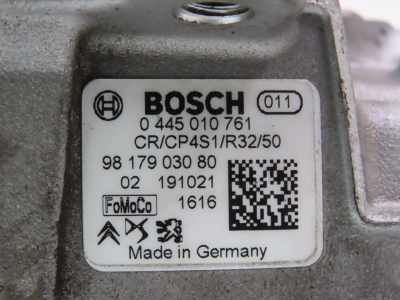 BOSCH 011
0 445 010 761
CR/CP4S1/R32/50
98 179 030 80
02 191021
FoMoCo 1616
Made in Germany